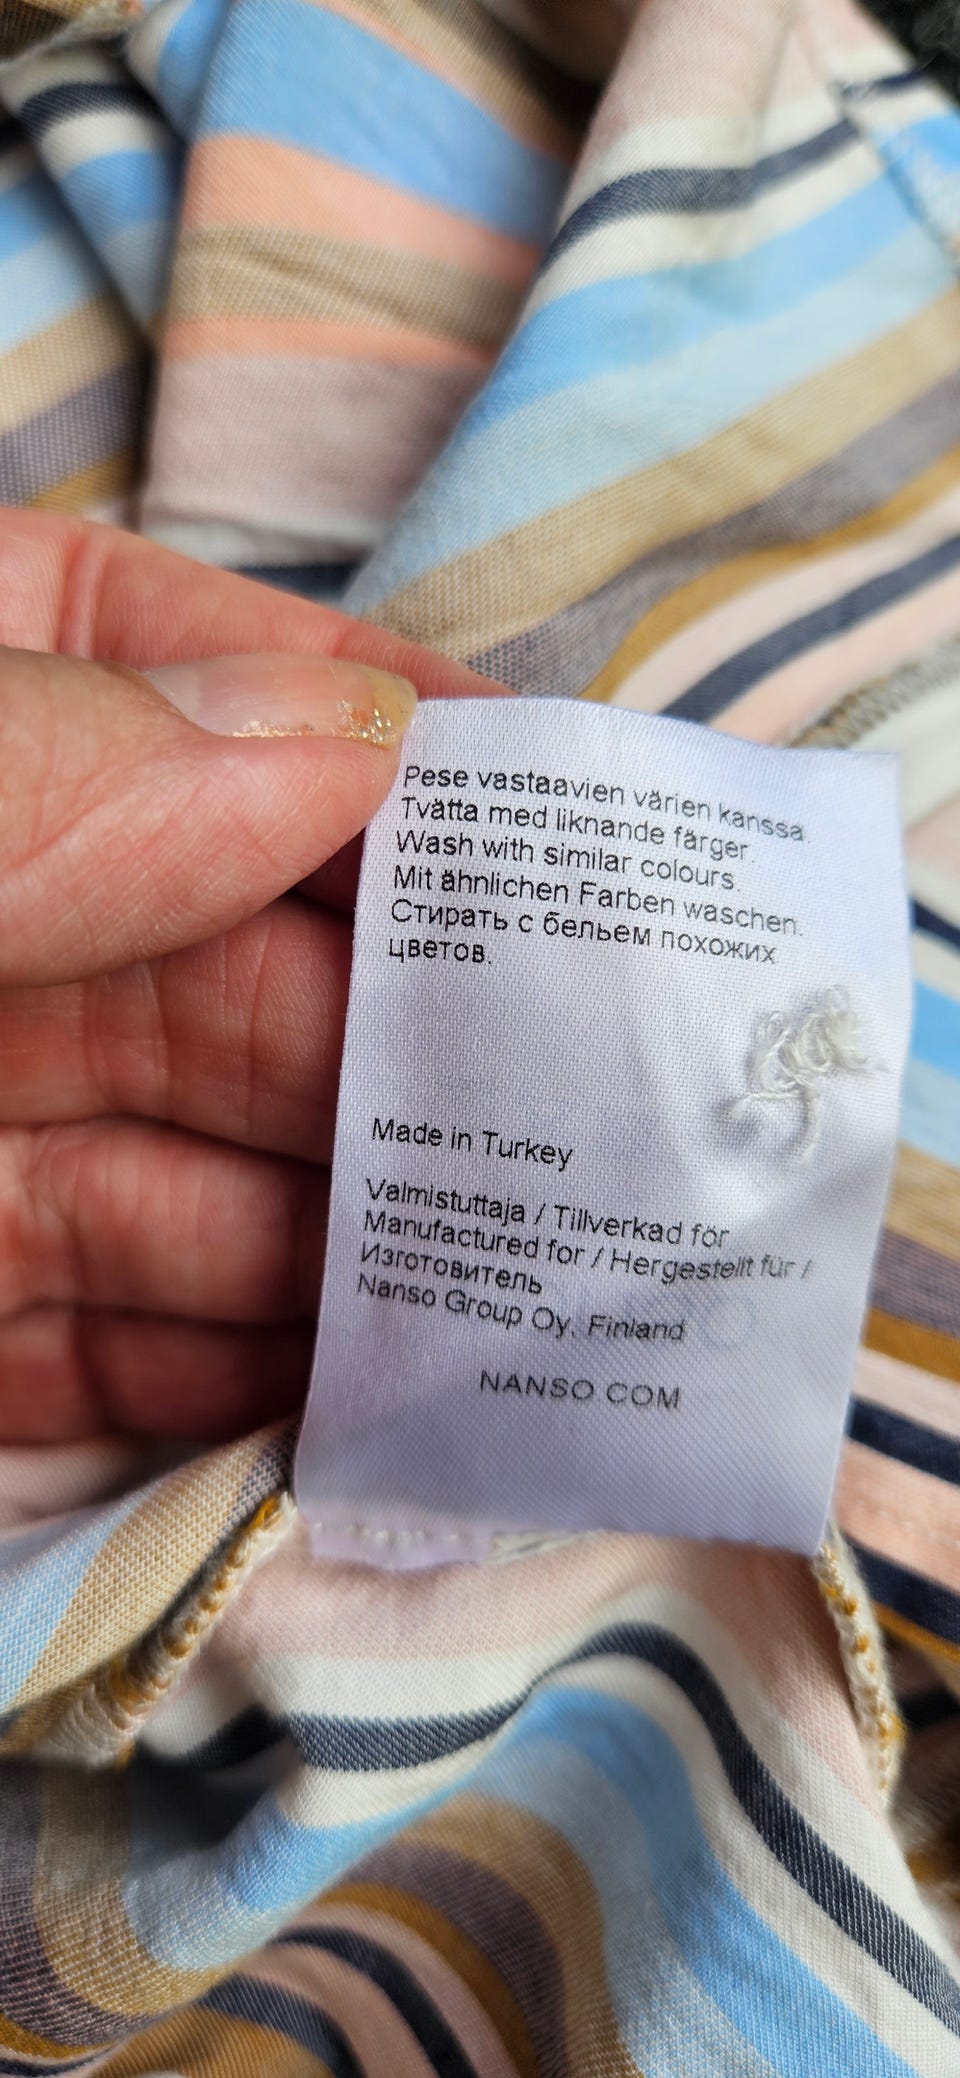 Pese vastaavien värien kanssa.
Tvätta med liknande färger.
Wash with similar colours.
Mit ähnlichen Farben waschen.
Стирать с бельем похожих
цветов.
Made in Turkey
Valmistuttaja / Tillverkad för
Manufactured for / Hergestellt für /
Изготовитель
Nanso Group Oy, Finland
NANSO.COM